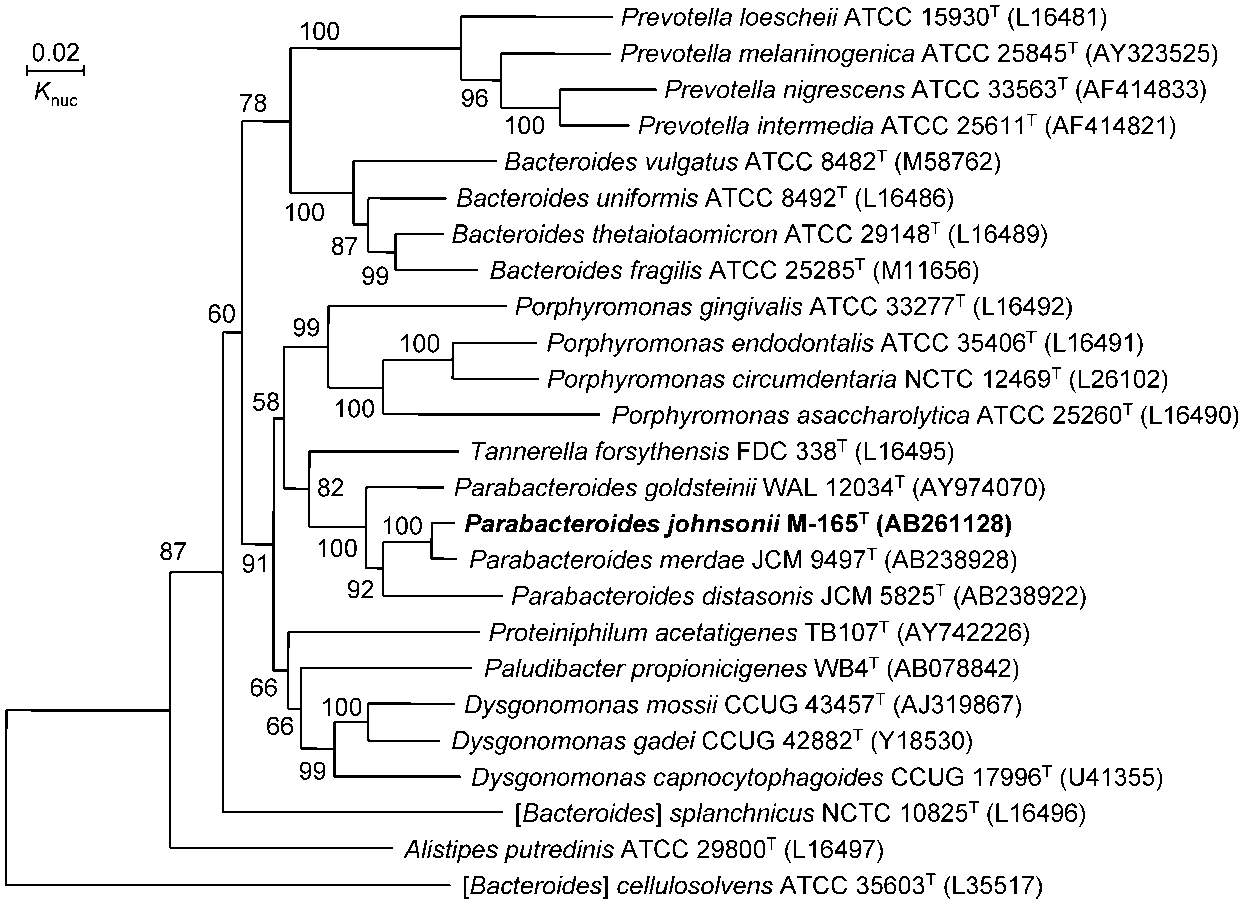 0.02
Knuc
100
Prevotella loescheii ATCC 15930T (L16481)
Prevotella melaninogenica ATCC 25845T (AY323525)
96
Prevotella nigrescens ATCC 33563T (AF414833)
100
Prevotella intermedia ATCC 25611T (AF414821)
78
Bacteroides vulgatus ATCC 8482T (M58762)
100
Bacteroides uniformis ATCC 8492T (L16486)
87
Bacteroides thetaiotaomicron ATCC 29148T (L16489)
99
Bacteroides fragilis ATCC 25285T (M11656)
60
Porphyromonas gingivalis ATCC 33277T (L16492)
99
100
Porphyromonas endodontalis ATCC 35406T (L16491)
Porphyromonas circumdentaria NCTC 12469T (L26102)
58
100
Porphyromonas asaccharolytica ATCC 25260T (L16490)
Tannerella forsythensis FDC 338T (L16495)
82
Parabacteroides goldsteinii WAL 12034T (AY974070)
100
Parabacteroides johnsonii M-165T (AB261128)
100
Parabacteroides merdae JCM 9497T (AB238928)
87
91
92
Parabacteroides distasonis JCM 5825T (AB238922)
Proteiniphilum acetatigenes TB107T (AY742226)
Paludibacter propionicigenes WB4T (AB078842)
66
100
Dysgonomonas mossii CCUG 43457T (AJ319867)
66
Dysgonomonas gadei CCUG 42882T (Y18530)
99
Dysgonomonas capnocytophagoides CCUG 17996T (U41355)
[Bacteroides] splanchnicus NCTC 10825T (L16496)
Alistipes putredinis ATCC 29800T (L16497)
[Bacteroides] cellulosolvens ATCC 35603T (L35517)